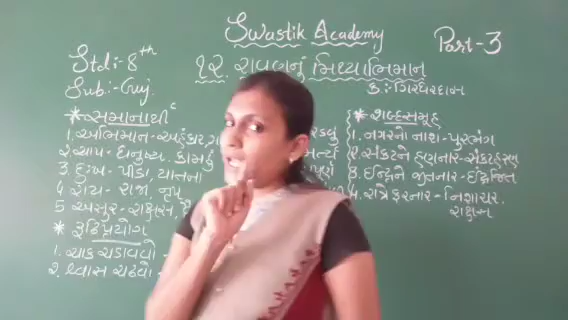 Swastik Academy
Part-3
Std:- 8th
Sub:- Guj.
૧૨. રાવણનું મિથ્યાભિમાન
ક.:- ગિરધરદાસ
* સમાનાર્થી
૧. અભિમાન - અહંકાર,
૨. ચાપ - ધનુષ્ય, કામઠું
૩. દુઃખ - પીડા, યાતના
૪. રાય - રાજા, નૃપ
૫. અસુર - રાક્ષસ,
* રૂઢિપ્રયોગ
૧. ચાક ચડાવવો -
૨. શ્વાસ ચઢવો -
* શબ્દસમૂહ
૧. નગરનો નાશ - પુરભંગ
૨. સંકટને હણનાર - સંકટહરણ
૩. ઈન્દ્રને જીતનાર - ઈન્દ્રજિત
૪. રાત્રે ફરનાર - નિશાચર
રાક્ષસ